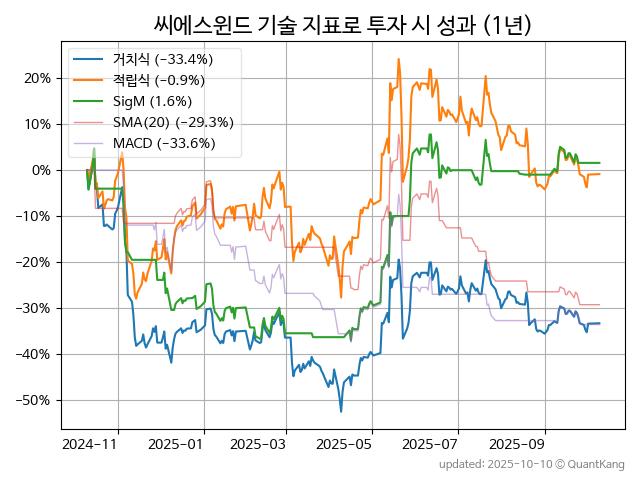 씨에스윈드 기술 지표로 투자 시 성과 (1년)
거치식 (−33.4%)
적립식 (−0.9%)
SigM (1.6%)
SMA(20) (−29.3%)
MACD (−33.6%)
20%
10%
0%
−10%
−20%
−30%
−40%
−50%
2024-11 2025-01 2025-03 2025-05 2025-07 2025-09
updated: 2025-10-10 © QuantKang